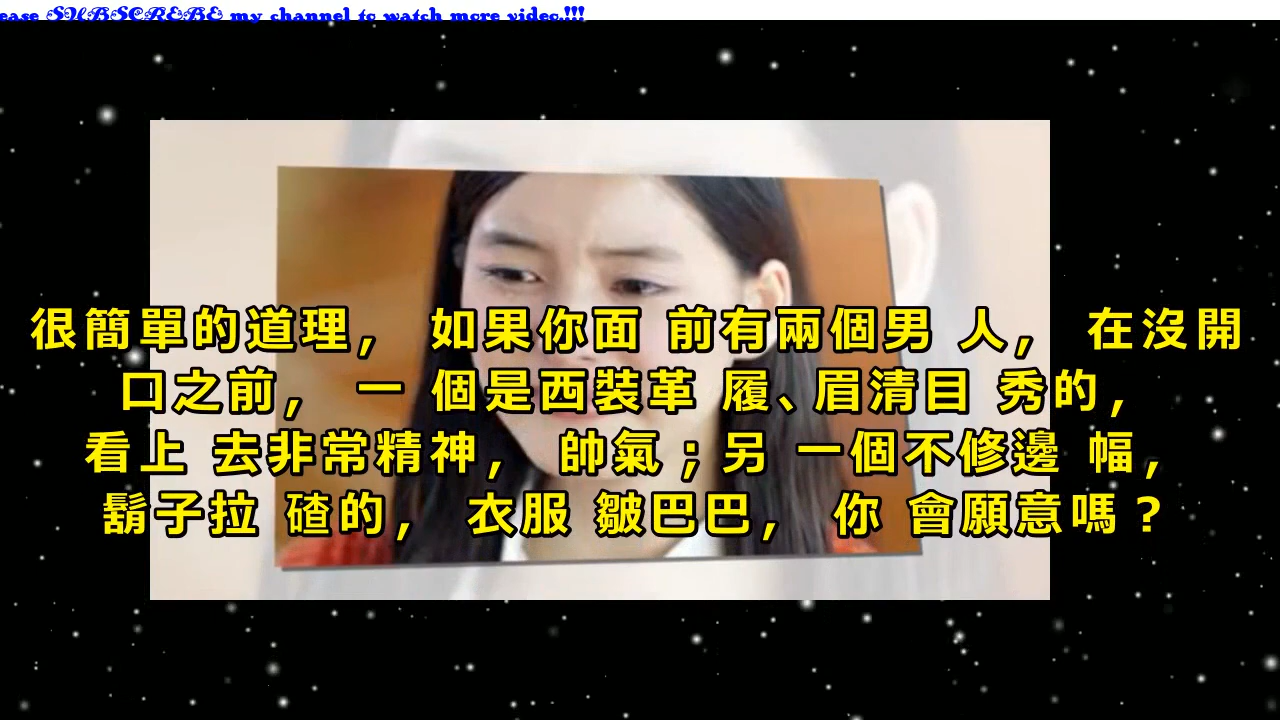 ease SUBSCREBE my channel to watch more video.!!!
很簡單的道理， 如果你面 前有兩個男 人， 在沒開
口之前， 一 個是西裝革 履、眉清目 秀的，
看上 去非常精神， 帥氣；另 一個不修邊 幅，
鬍子拉 碴的， 衣服 皺巴巴， 你 會願意嗎？